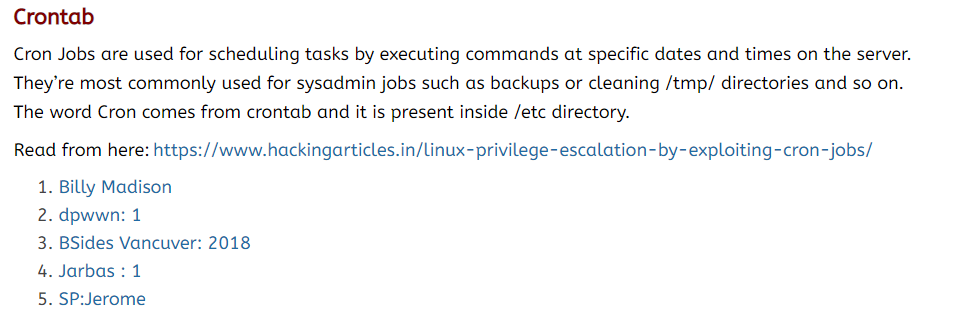 Crontab
Cron Jobs are used for scheduling tasks by executing commands at specific dates and times on the server.
They’re most commonly used for sysadmin jobs such as backups or cleaning /tmp/ directories and so on.
The word Cron comes from crontab and it is present inside /etc directory.
Read from here: https://www.hackingarticles.in/linux-privilege-escalation-by-exploiting-cron-jobs/
1. Billy Madison
2. dpwwn: 1
3. BSides Vancuver: 2018
4. Jarbas : 1
5. SP:Jerome